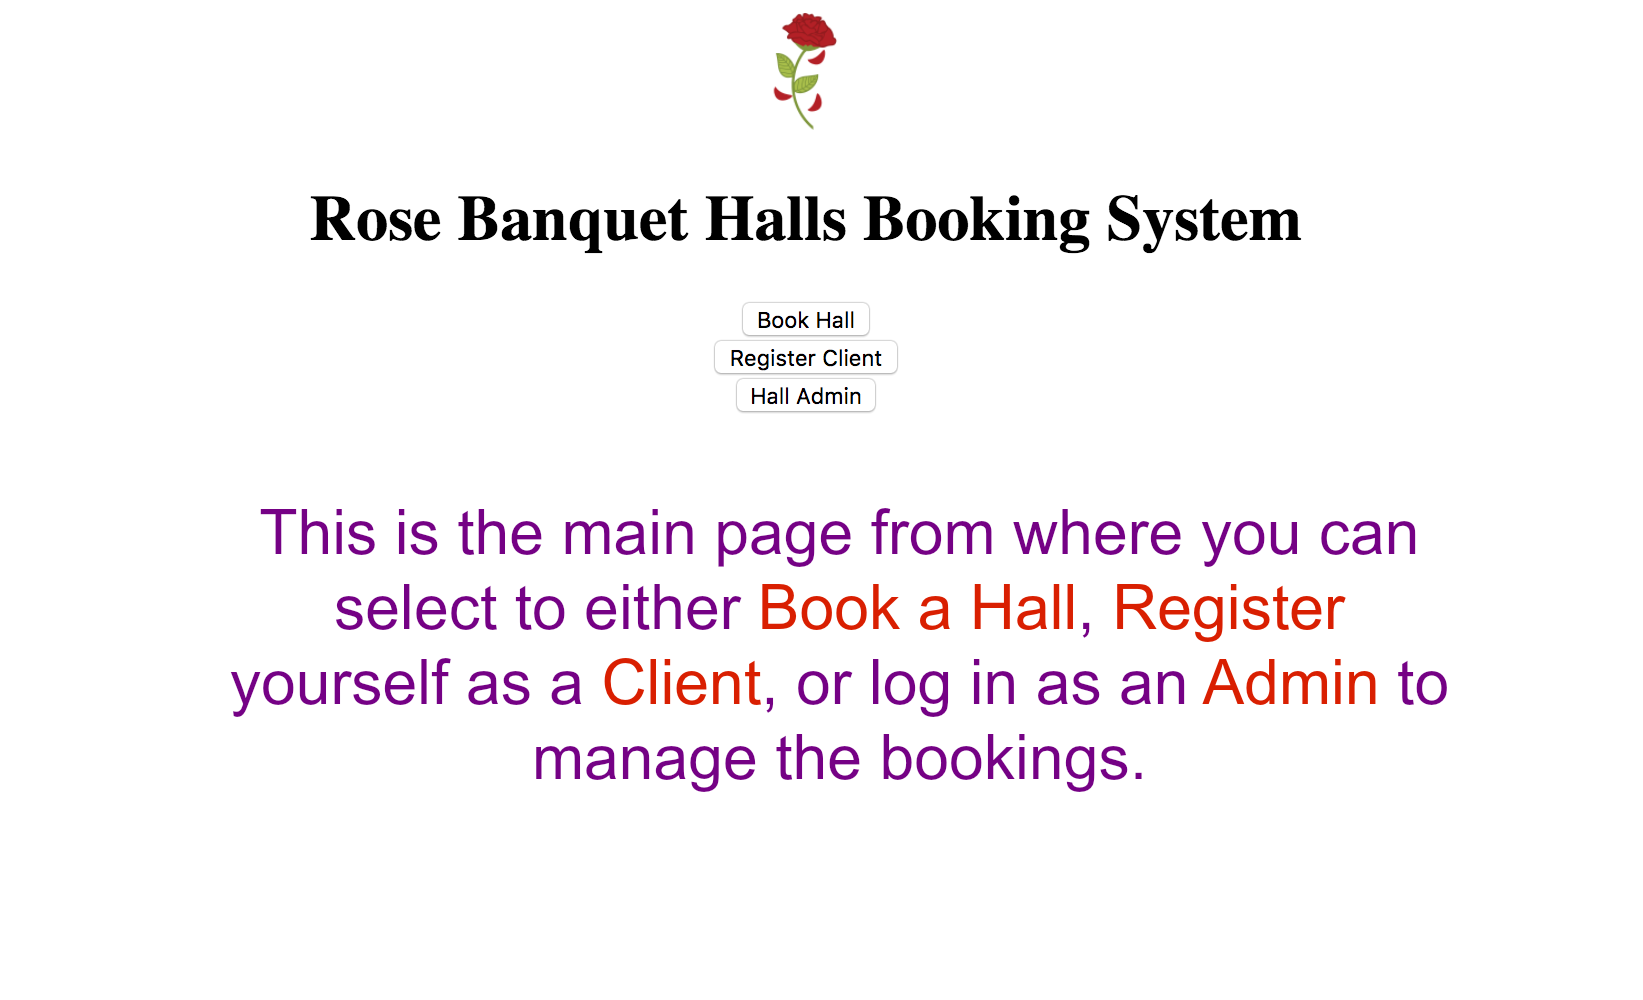 Rose Banquet Halls Booking System
Book Hall
Register Client
Hall Admin
This is the main page from where you can
select to either Book a Hall, Register
yourself as a Client, or log in as an Admin to
manage the bookings.